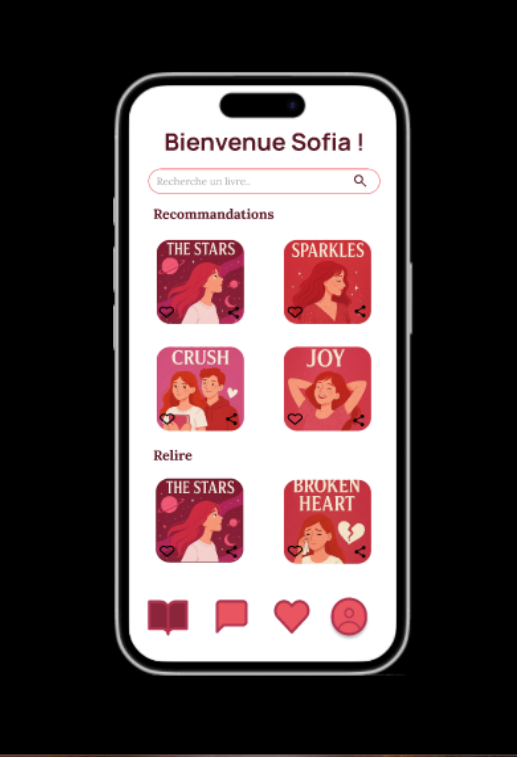 Bienvenue Sofia !
Recherche un livre..
Recommandations
THE STARS
SPARKLES
CRUSH
JOY
Relire
THE STARS
BROKEN
HEART